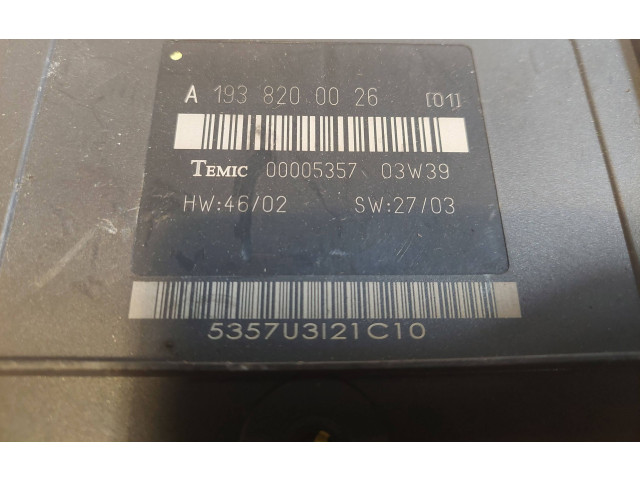 A 193 820 00 26 [01]
TEMIC 00005357 03W39
HW:46/02 SW:27/03
5357U3I21C10